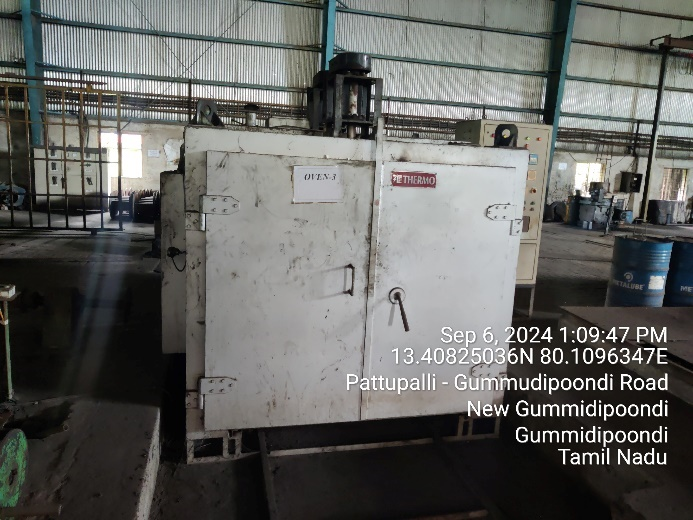 OVEN-3
THERMO
METALUBE
Sep 6, 2024 1:09:47 PM
13.40825036N 80.1096347E
Pattupalli - Gummudipoondi Road
New Gummidipoondi
Gummidipoondi
Tamil Nadu